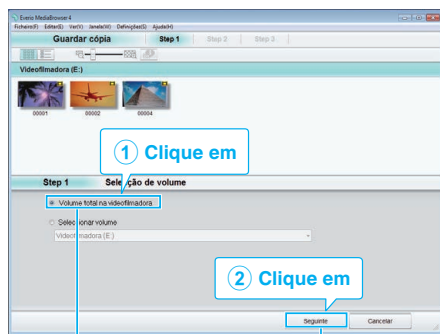 Everio MediaBrowser 4
Ficheiro(F) Editar(E) Ver(V) Janela(W) Definições(S) Ajuda(H)
Guardar cópia Step 1 Step 2 Step 3
Videofilmadora (E:)
00001 00002 00004
1 Clique em
Step 1 Selecção de volume
Volume total na videofilmadora
Seleccionar volume
Videofilmadora (E:)
2 Clique em
Seguinte Cancelar